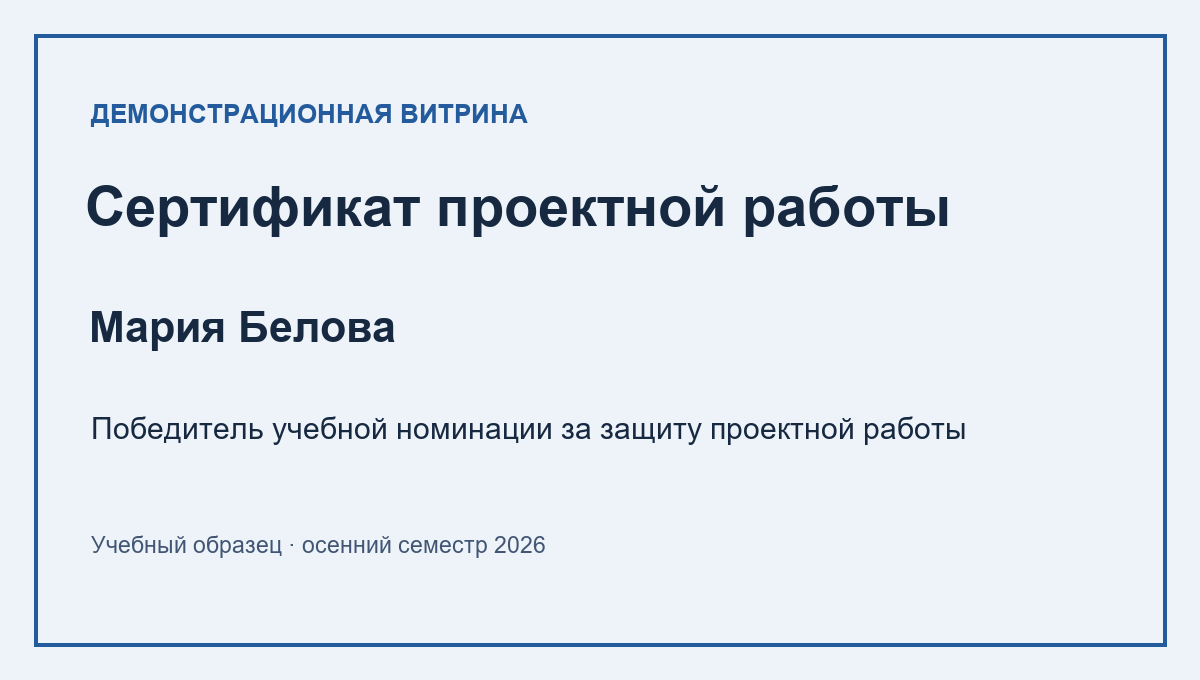 ДЕМОНСТРАЦИОННАЯ ВИТРИНА
Сертификат проектной работы
Мария Белова
Победитель учебной номинации за защиту проектной работы
Учебный образец · осенний семестр 2026